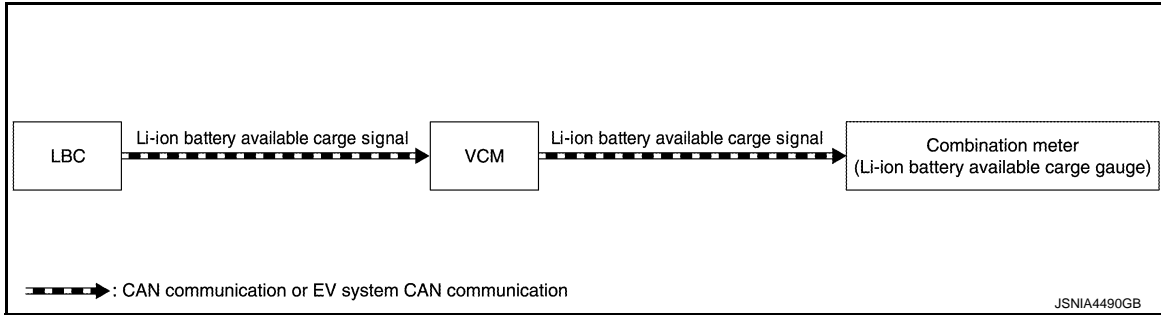 Li-ion battery available carge signal
Li-ion battery available carge signal
LBC
VCM
Combination meter
(Li-ion battery available carge gauge)
: CAN communication or EV system CAN communication
JSNIA4490GB